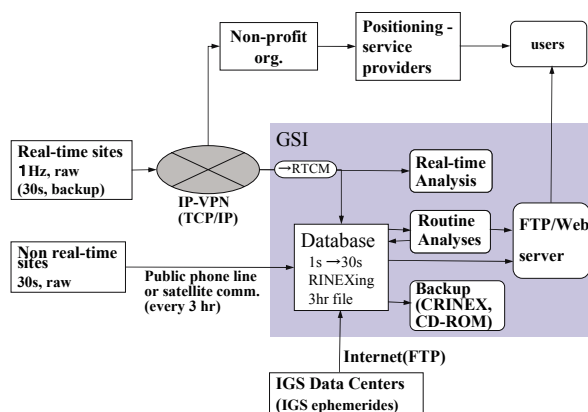 Non-profit
org.
Positioning -
service
providers
users
GSI
Real-time sites
1Hz, raw
(30s, backup)
IP-VPN
(TCP/IP)
→RTCM
Real-time
Analysis
Routine
Analyses
FTP/Web
server
Database
1s →30s
RINEXing
3hr file
Non real-time
sites
30s, raw
Public phone line
or satellite comm.
(every 3 hr)
Backup
(CRINEX,
CD-ROM)
Internet(FTP)
IGS Data Centers
(IGS ephemerides)